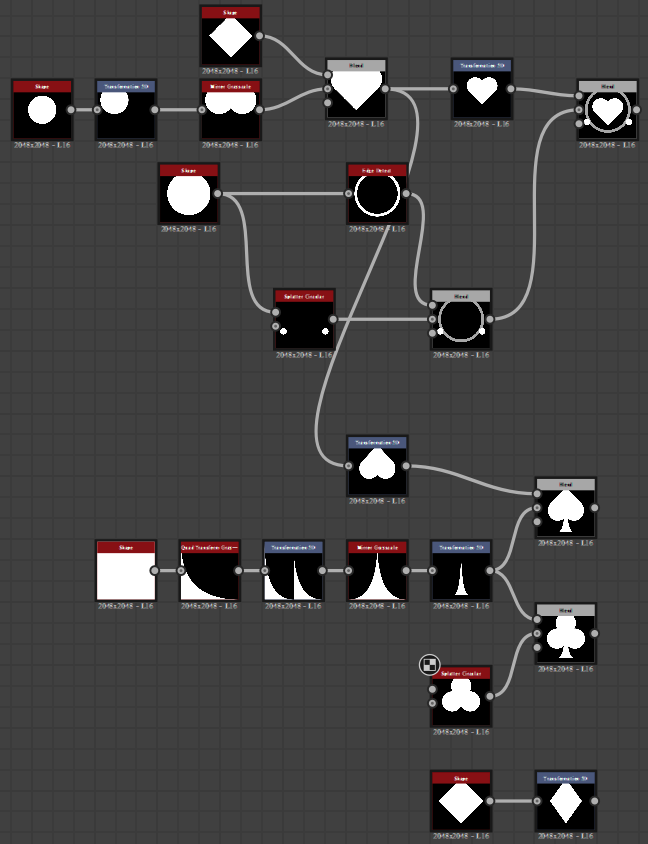 Shape
2048x2048 - L16
Blend
2048x2048 - L16
Transformation 2D
2048x2048 - L16
Blend
2048x2048 - L16
Shape
2048x2048 - L16
Transformation 2D
2048x2048 - L16
Mirror Grayscale
2048x2048 - L16
Shape
2048x2048 - L16
Edge Detect
2048x2048 - L16
Splatter Circular
2048x2048 - L16
Blend
2048x2048 - L16
Transformation 2D
2048x2048 - L16
Blend
2048x2048 - L16
Shape
2048x2048 - L16
Quad Transform Gray—
2048x2048 - L16
Transformation 2D
2048x2048 - L16
Mirror Grayscale
2048x2048 - L16
Transformation 2D
2048x2048 - L16
Blend
2048x2048 - L16
Splatter Circular
2048x2048 - L16
Shape
2048x2048 - L16
Transformation 2D
2048x2048 - L16